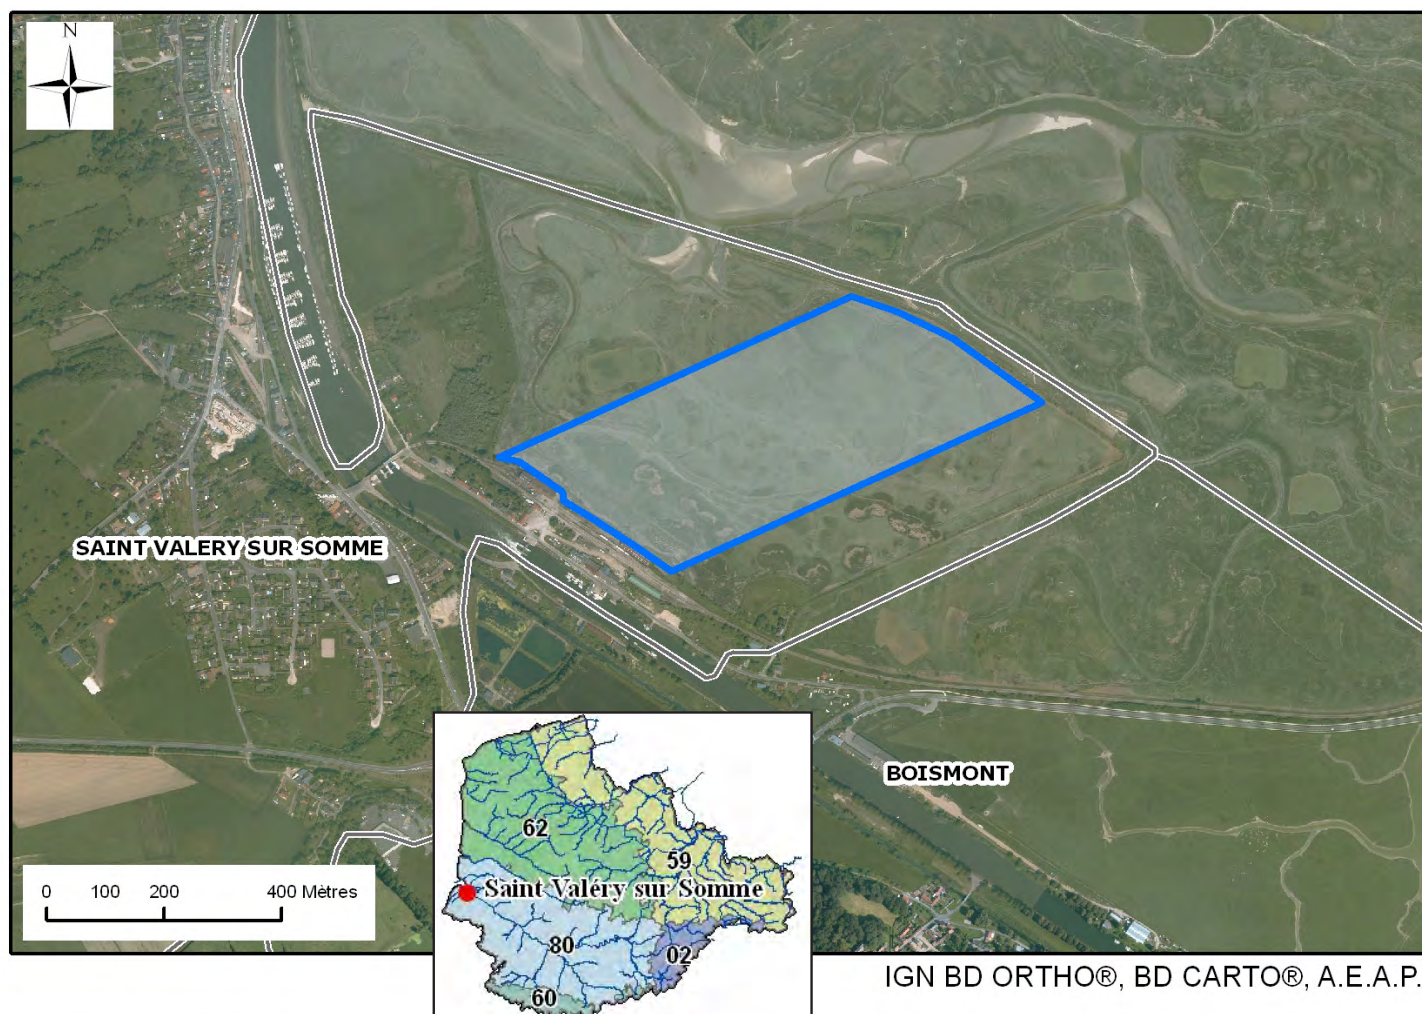 N
SAINT VALERY SUR SOMME
BOISMONT
62
59
Saint Valéry sur Somme
80
02
60
0 100 200 400 Mètres
IGN BD ORTHO®, BD CARTO®, A.E.A.P.